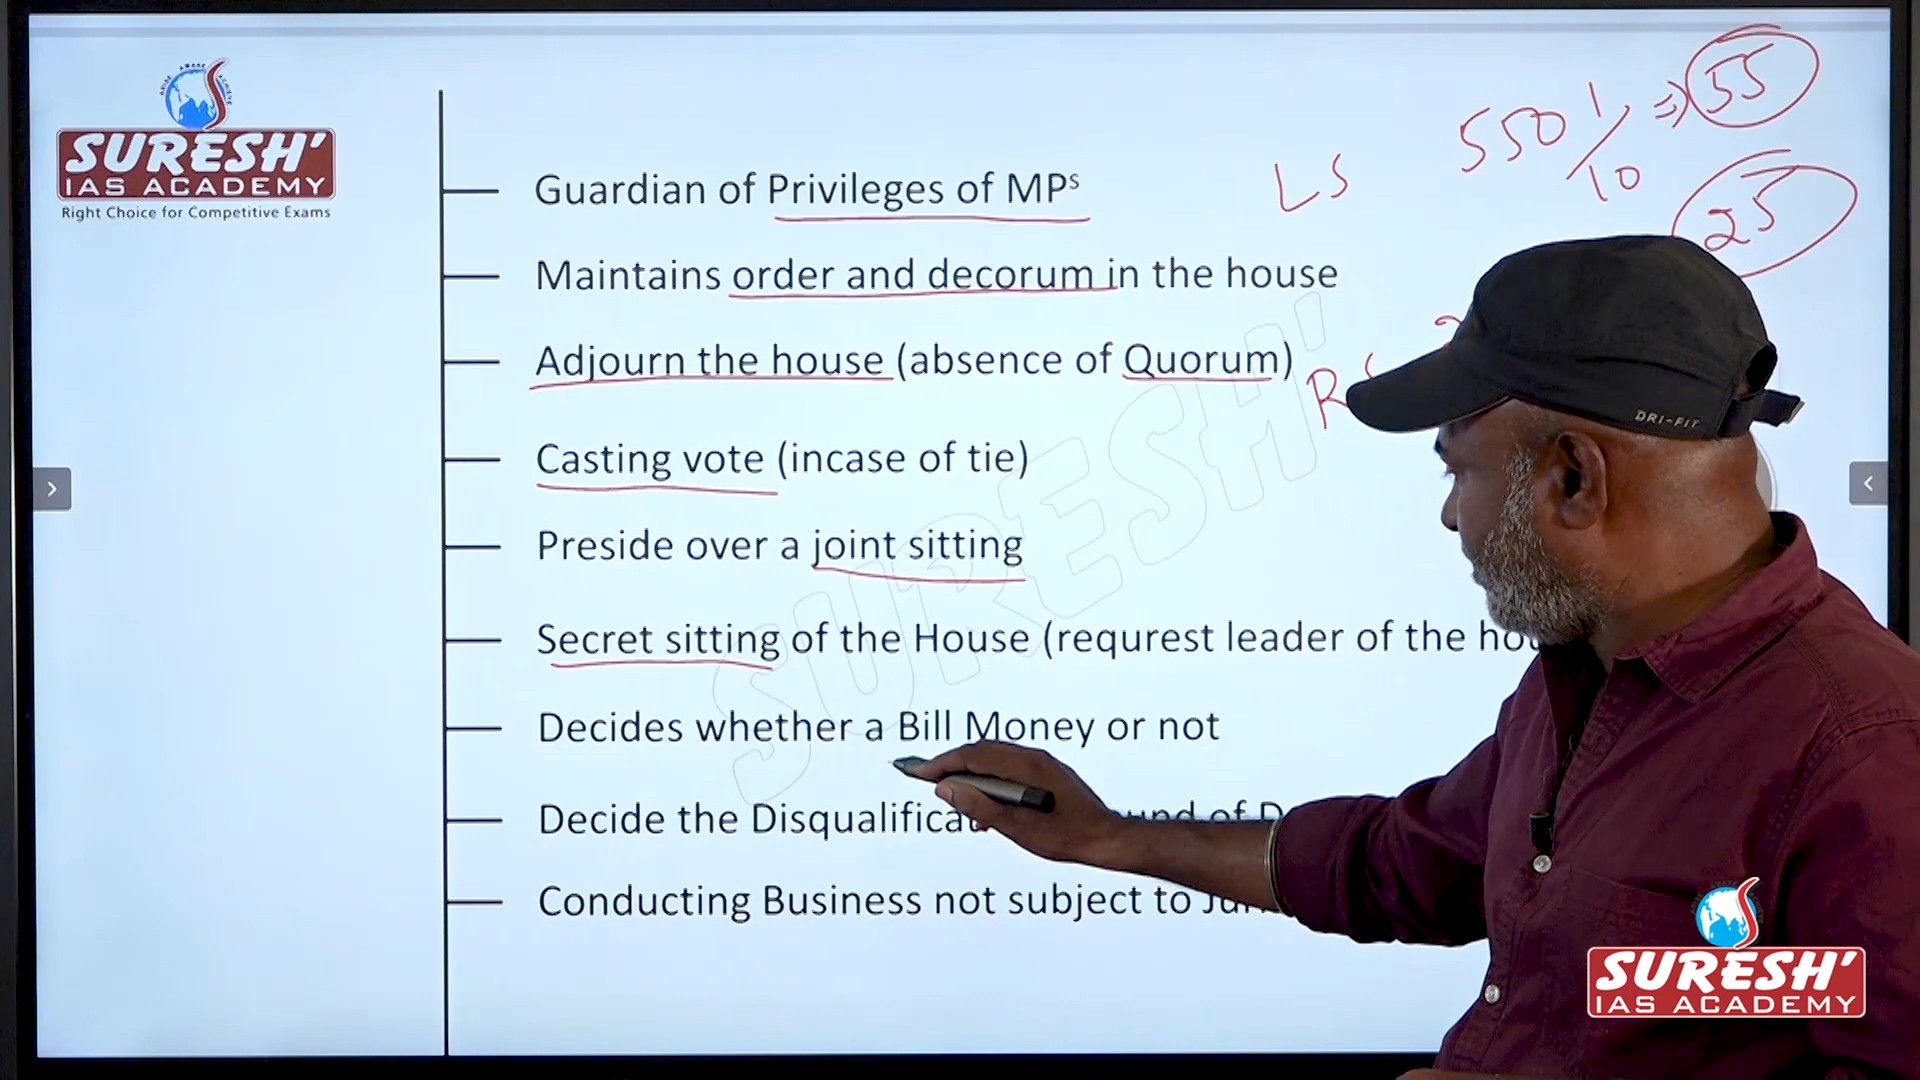 SURESH'
IAS ACADEMY
Right Choice for Competitive Exams
LS 550/10 ⇒ 55
25
Guardian of Privileges of MPˢ
Maintains order and decorum in the house
Adjourn the house (absence of Quorum)
Casting vote (incase of tie)
Preside over a joint sitting
Secret sitting of the House (requrest leader of the
Decides whether a Bill Money or not
Decide the of
Conducting Business not subject to
SURESH'
DRI-FIT
SURESH'
IAS ACADEMY